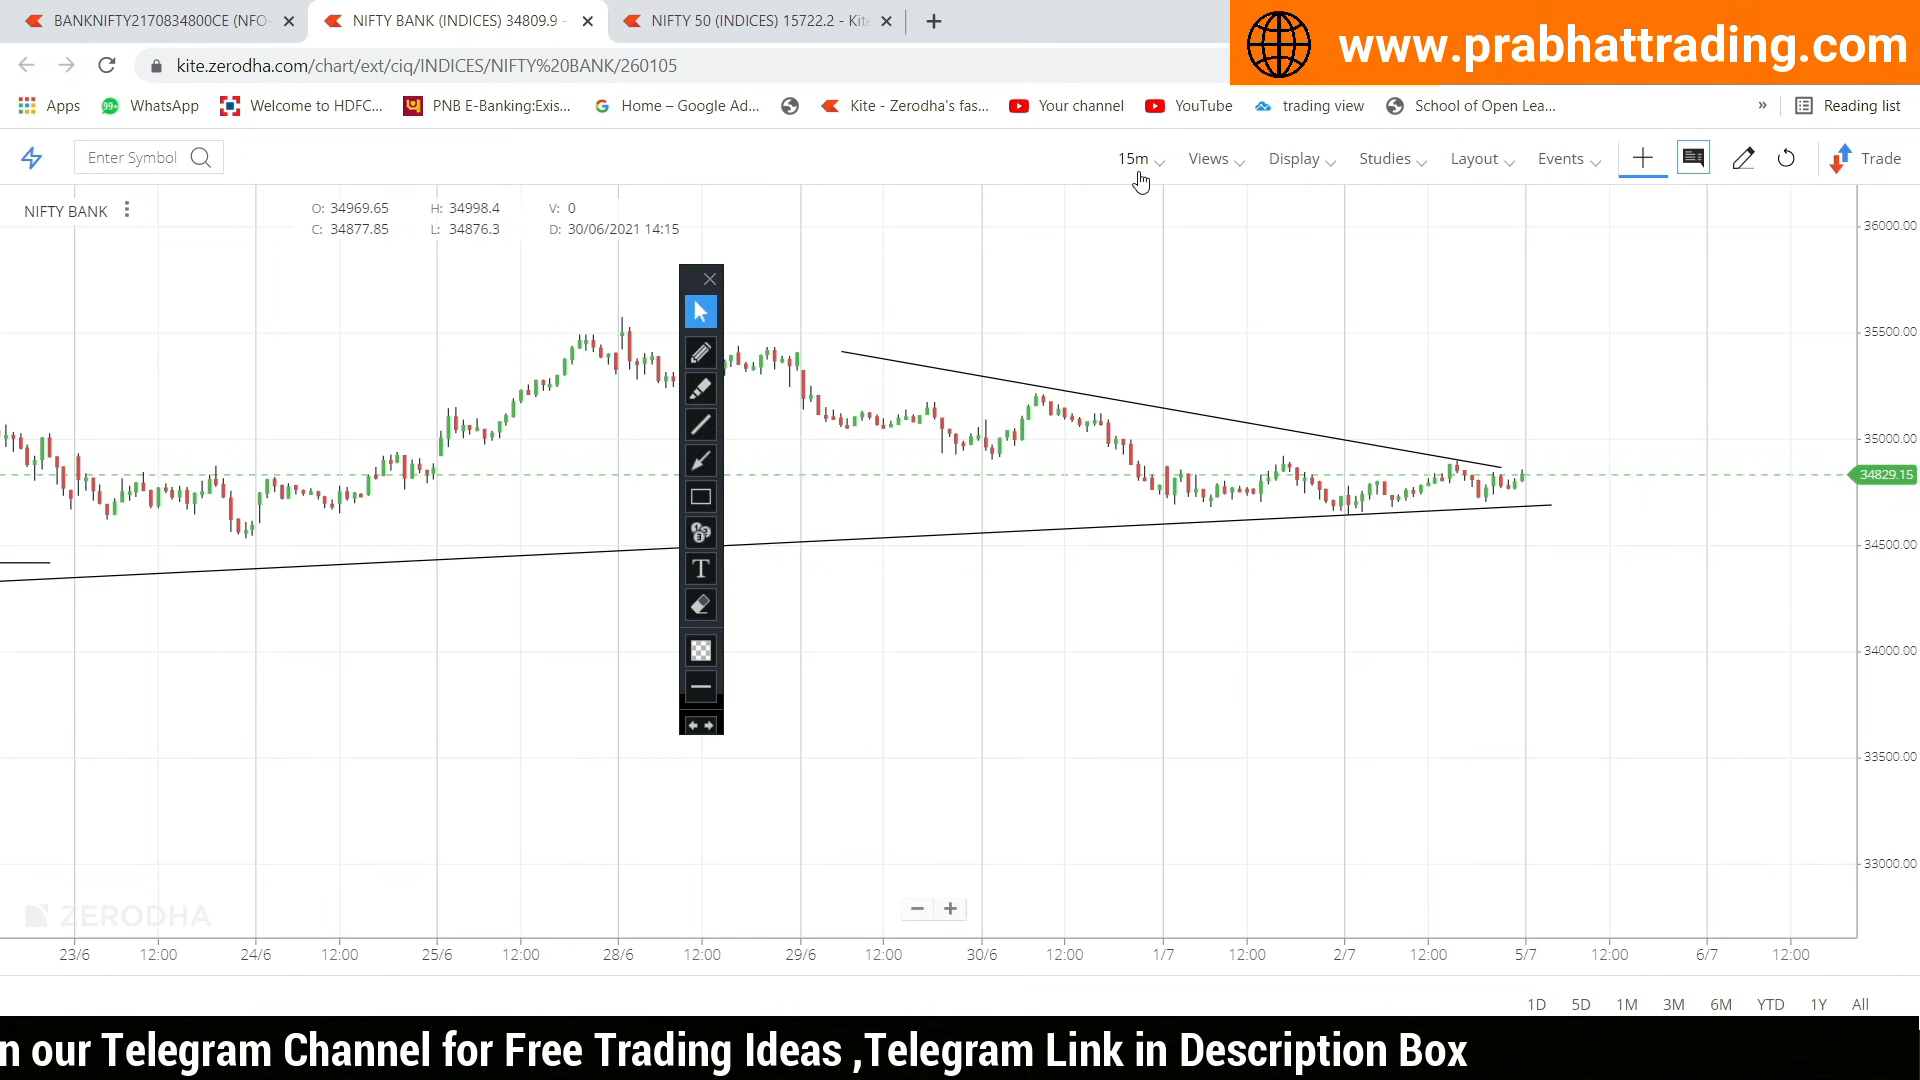 BANKNIFTY2170834800CE (NFO-
NIFTY BANK (INDICES) 34809.9 -
NIFTY 50 (INDICES) 15722.2 - Kite
www.prabhattrading.com
kite.zerodha.com/chart/ext/ciq/INDICES/NIFTY%20BANK/260105
Apps
99+
WhatsApp
Welcome to HDFC...
PNB E-Banking:Exis...
Home – Google Ad...
Kite - Zerodha's fas...
Your channel
YouTube
trading view
School of Open Lea...
»
Reading list
Enter Symbol
15m
Views
Display
Studies
Layout
Events
Trade
NIFTY BANK
O: 34969.65 H: 34998.4 V: 0
C: 34877.85 L: 34876.3 D: 30/06/2021 14:15
T
36000.00
35500.00
35000.00
34829.15
34500.00
34000.00
33500.00
33000.00
ZERODHA
23/6 12:00 24/6 12:00 25/6 12:00 28/6 12:00 29/6 12:00 30/6 12:00 1/7 12:00 2/7 12:00 5/7 12:00 6/7 12:00
1D 5D 1M 3M 6M YTD 1Y All
n our Telegram Channel for Free Trading Ideas ,Telegram Link in Description Box